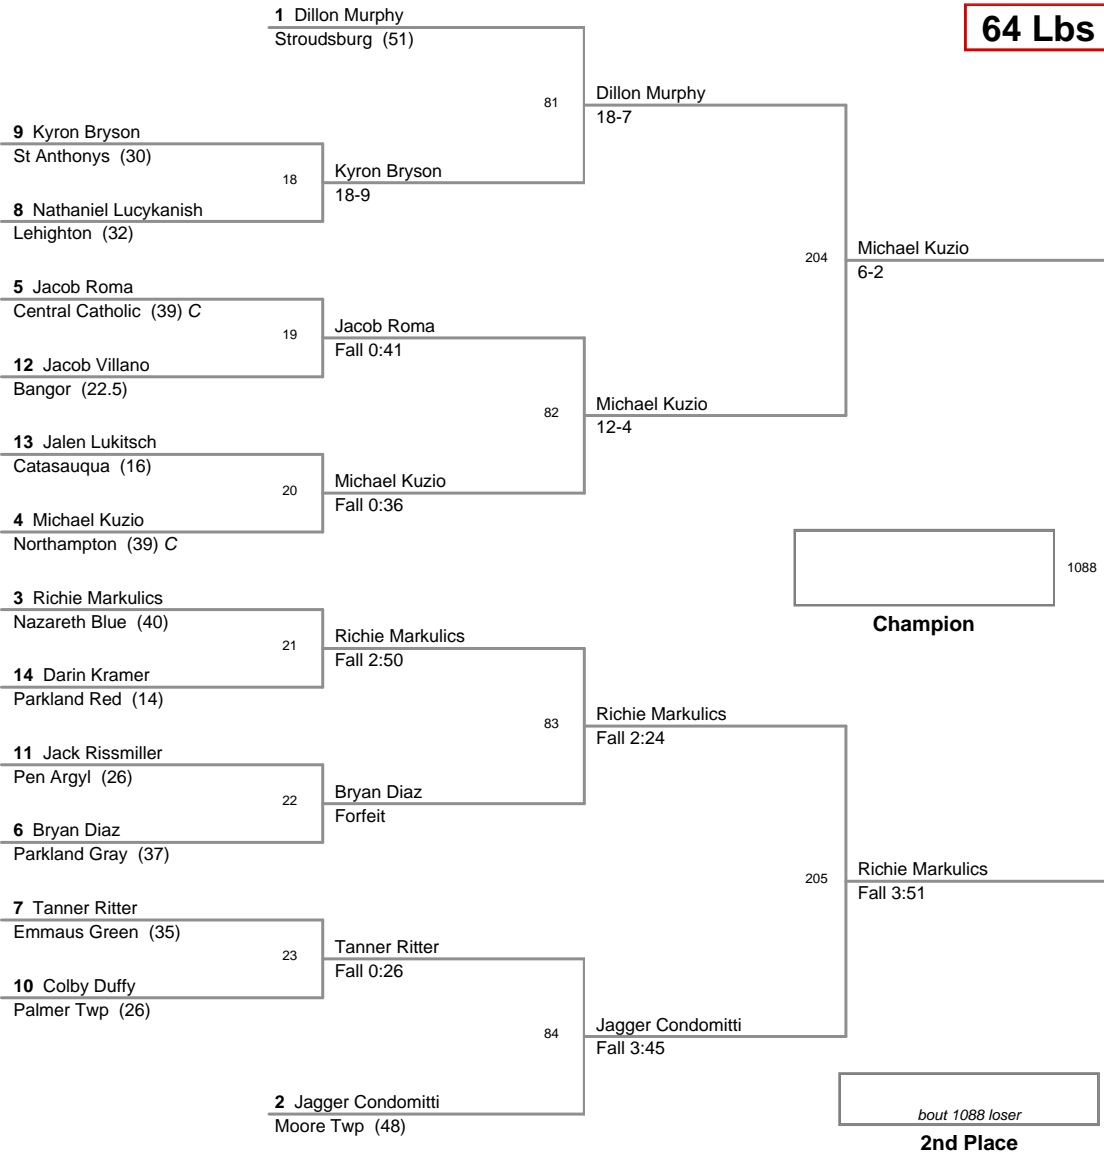 1 Dillon Murphy
Stroudsburg (51)
64 Lbs
81
Dillon Murphy
18-7
9 Kyron Bryson
St Anthonys (30)
18
Kyron Bryson
18-9
8 Nathaniel Lucykanish
Lehighton (32)
204
Michael Kuzio
6-2
5 Jacob Roma
Central Catholic (39) C
19
Jacob Roma
Fall 0:41
12 Jacob Villano
Bangor (22.5)
82
Michael Kuzio
12-4
13 Jalen Lukitsch
Catasauqua (16)
20
Michael Kuzio
Fall 0:36
4 Michael Kuzio
Northampton (39) C
1088
Champion
3 Richie Markulics
Nazareth Blue (40)
21
Richie Markulics
Fall 2:50
14 Darin Kramer
Parkland Red (14)
83
Richie Markulics
Fall 2:24
11 Jack Rissmiller
Pen Argyl (26)
22
Bryan Diaz
Forfeit
6 Bryan Diaz
Parkland Gray (37)
205
Richie Markulics
Fall 3:51
7 Tanner Ritter
Emmaus Green (35)
23
Tanner Ritter
Fall 0:26
10 Colby Duffy
Palmer Twp (26)
84
Jagger Condomitti
Fall 3:45
2 Jagger Condomitti
Moore Twp (48)
bout 1088 loser
2nd Place